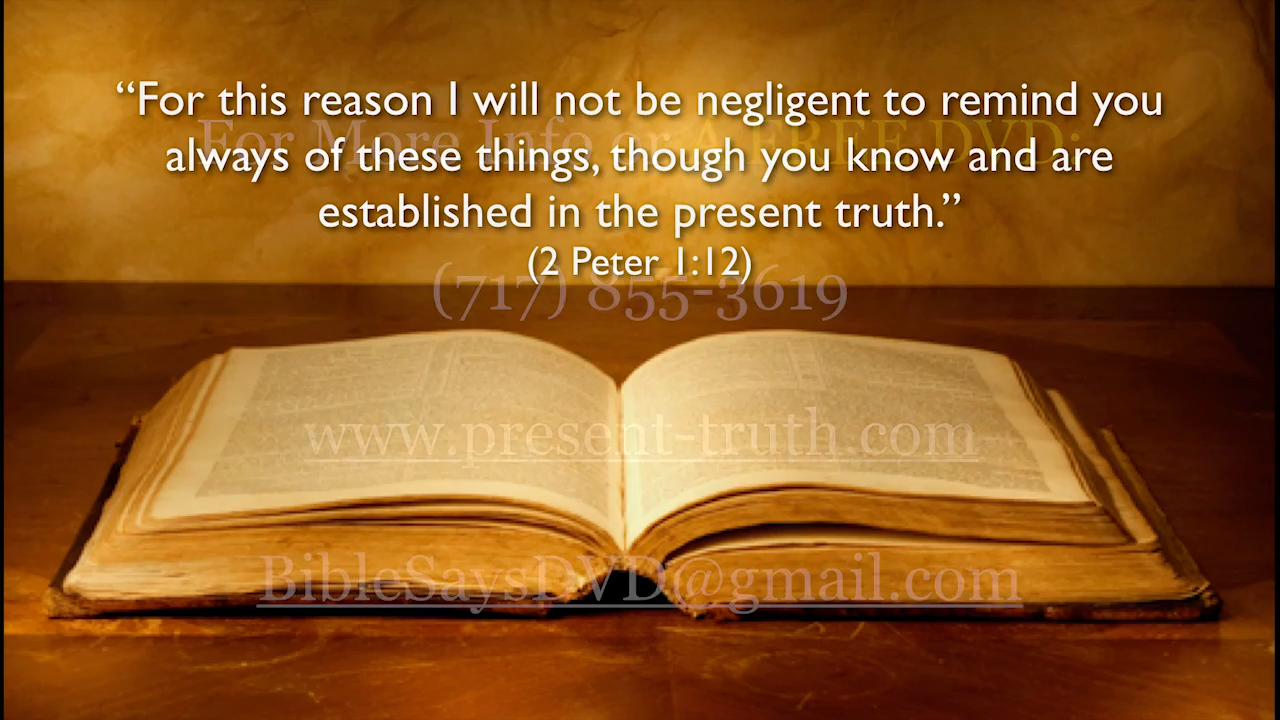 “For this reason I will not be negligent to remind you
always of these things, though you know and are
established in the present truth.”
(2 Peter 1:12)
For More Info or A FREE DVD:
(717) 855-3619
www.present-truth.com
BibleSaysDVD@gmail.com